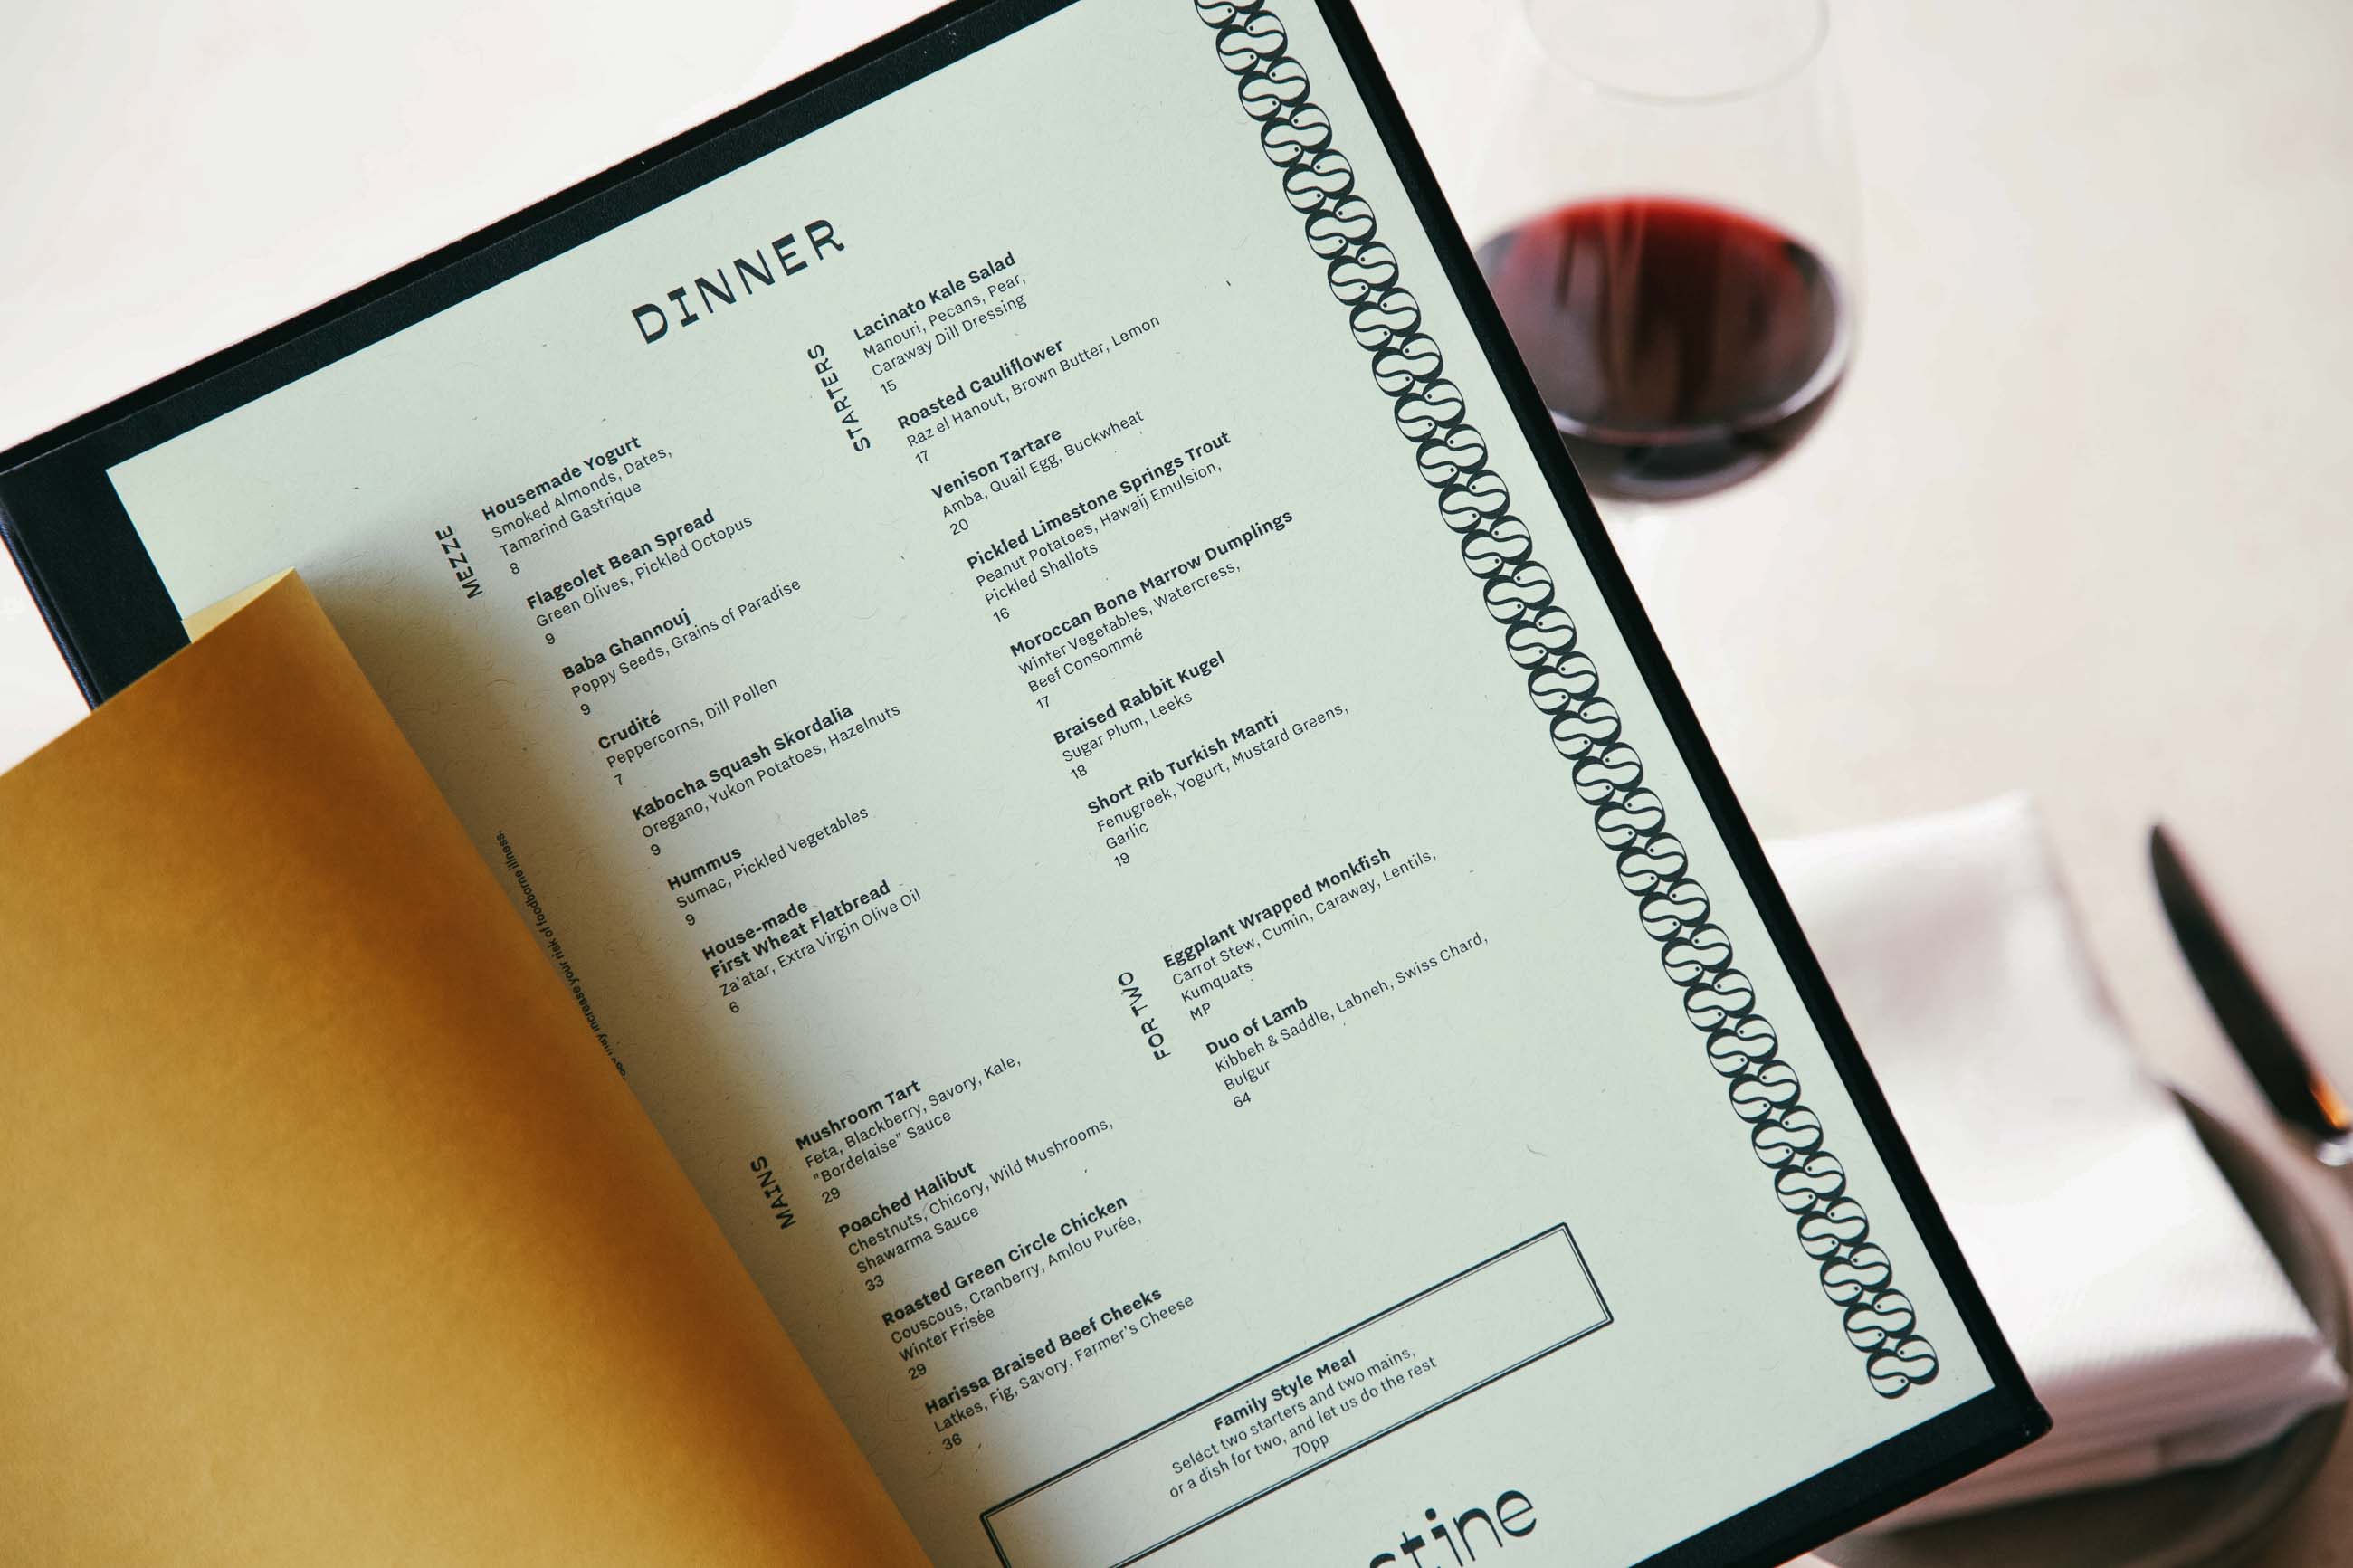 DINNER
MEZZE
Housemade Yogurt
Smoked Almonds, Dates,
Tamarind Gastrique
8
Flageolet Bean Spread
Green Olives, Pickled Octopus
9
Baba Ghannouj
Poppy Seeds, Grains of Paradise
9
Crudité
Peppercorns, Dill Pollen
7
Kabocha Squash Skordalia
Oregano, Yukon Potatoes, Hazelnuts
9
Hummus
Sumac, Pickled Vegetables
9
House-made
First Wheat Flatbread
Za'atar, Extra Virgin Olive Oil
6
STARTERS
Lacinato Kale Salad
Manouri, Pecans, Pear,
Caraway Dill Dressing
15
Roasted Cauliflower
Raz el Hanout, Brown Butter, Lemon
17
Venison Tartare
Amba, Quail Egg, Buckwheat
20
Pickled Limestone Springs Trout
Peanut Potatoes, Hawaij Emulsion,
Pickled Shallots
16
Moroccan Bone Marrow Dumplings
Winter Vegetables, Watercress,
Beef Consommé
17
Braised Rabbit Kugel
Sugar Plum, Leeks
18
Short Rib Turkish Manti
Fenugreek, Yogurt, Mustard Greens,
Garlic
19
MAINS
Mushroom Tart
Feta, Blackberry, Savory, Kale,
"Bordelaise" Sauce
29
Poached Halibut
Chestnuts, Chicory, Wild Mushrooms,
Shawarma Sauce
33
Roasted Green Circle Chicken
Couscous, Cranberry, Amlou Purée,
Winter Frisée
29
Harissa Braised Beef Cheeks
Latkes, Fig, Savory, Farmer's Cheese
36
FOR TWO
Eggplant Wrapped Monkfish
Carrot Stew, Cumin, Caraway, Lentils,
Kumquats
MP
Duo of Lamb
Kibbeh & Saddle, Labneh, Swiss Chard,
Bulgur
64
Family Style Meal
Select two starters and two mains,
or a dish for two, and let us do the rest
70pp
stine
may increase your risk of foodborne illness.